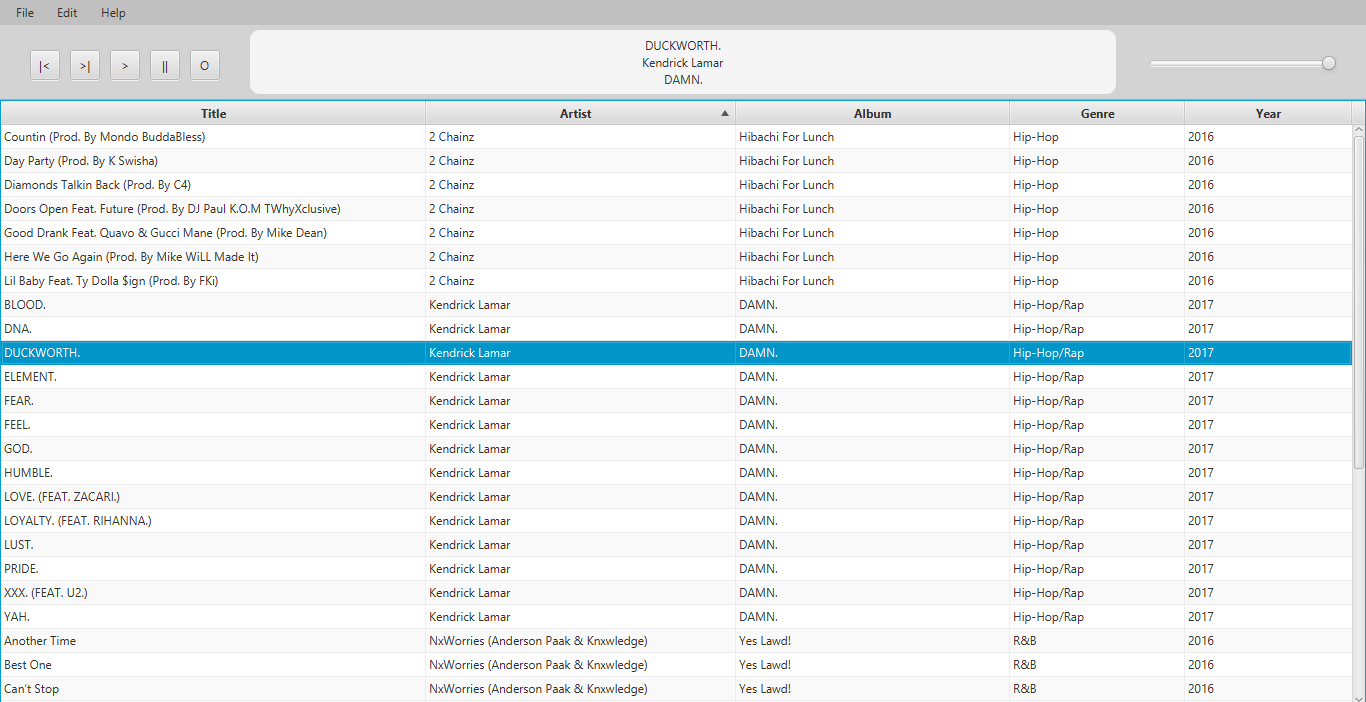 File Edit Help
|< >| > || O
DUCKWORTH.
Kendrick Lamar
DAMN.
Title Artist Album Genre Year
Countin (Prod. By Mondo BuddaBless) 2 Chainz Hibachi For Lunch Hip-Hop 2016
Day Party (Prod. By K Swisha) 2 Chainz Hibachi For Lunch Hip-Hop 2016
Diamonds Talkin Back (Prod. By C4) 2 Chainz Hibachi For Lunch Hip-Hop 2016
Doors Open Feat. Future (Prod. By DJ Paul K.O.M TWhyXclusive) 2 Chainz Hibachi For Lunch Hip-Hop 2016
Good Drank Feat. Quavo & Gucci Mane (Prod. By Mike Dean) 2 Chainz Hibachi For Lunch Hip-Hop 2016
Here We Go Again (Prod. By Mike WiLL Made It) 2 Chainz Hibachi For Lunch Hip-Hop 2016
Lil Baby Feat. Ty Dolla $ign (Prod. By FKi) 2 Chainz Hibachi For Lunch Hip-Hop 2016
BLOOD. Kendrick Lamar DAMN. Hip-Hop/Rap 2017
DNA. Kendrick Lamar DAMN. Hip-Hop/Rap 2017
DUCKWORTH. Kendrick Lamar DAMN. Hip-Hop/Rap 2017
ELEMENT. Kendrick Lamar DAMN. Hip-Hop/Rap 2017
FEAR. Kendrick Lamar DAMN. Hip-Hop/Rap 2017
FEEL. Kendrick Lamar DAMN. Hip-Hop/Rap 2017
GOD. Kendrick Lamar DAMN. Hip-Hop/Rap 2017
HUMBLE. Kendrick Lamar DAMN. Hip-Hop/Rap 2017
LOVE. (FEAT. ZACARI.) Kendrick Lamar DAMN. Hip-Hop/Rap 2017
LOYALTY. (FEAT. RIHANNA.) Kendrick Lamar DAMN. Hip-Hop/Rap 2017
LUST. Kendrick Lamar DAMN. Hip-Hop/Rap 2017
PRIDE. Kendrick Lamar DAMN. Hip-Hop/Rap 2017
XXX. (FEAT. U2.) Kendrick Lamar DAMN. Hip-Hop/Rap 2017
YAH. Kendrick Lamar DAMN. Hip-Hop/Rap 2017
Another Time NxWorries (Anderson Paak & Knxwledge) Yes Lawd! R&B 2016
Best One NxWorries (Anderson Paak & Knxwledge) Yes Lawd! R&B 2016
Can't Stop NxWorries (Anderson Paak & Knxwledge) Yes Lawd! R&B 2016